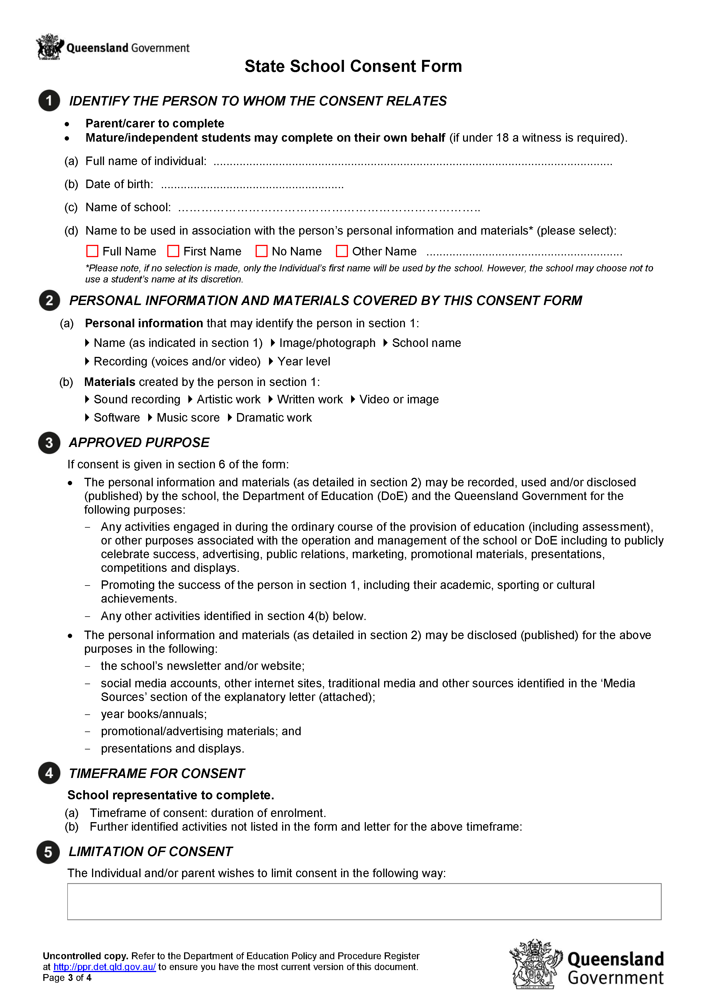 Queensland Government
State School Consent Form
1 IDENTIFY THE PERSON TO WHOM THE CONSENT RELATES
• Parent/carer to complete
• Mature/independent students may complete on their own behalf (if under 18 a witness is required).
(a) Full name of individual: ..........................................................................................................................
(b) Date of birth: ........................................................
(c) Name of school: …………………………………………………………………..
(d) Name to be used in association with the person’s personal information and materials* (please select):
☐ Full Name ☐ First Name ☐ No Name ☐ Other Name ............................................................
*Please note, if no selection is made, only the Individual’s first name will be used by the school. However, the school may choose not to
use a student’s name at its discretion.
2 PERSONAL INFORMATION AND MATERIALS COVERED BY THIS CONSENT FORM
(a) Personal information that may identify the person in section 1:
Name (as indicated in section 1) Image/photograph School name
Recording (voices and/or video) Year level
(b) Materials created by the person in section 1:
Sound recording Artistic work Written work Video or image
Software Music score Dramatic work
3 APPROVED PURPOSE
If consent is given in section 6 of the form:
• The personal information and materials (as detailed in section 2) may be recorded, used and/or disclosed
(published) by the school, the Department of Education (DoE) and the Queensland Government for the
following purposes:
− Any activities engaged in during the ordinary course of the provision of education (including assessment),
or other purposes associated with the operation and management of the school or DoE including to publicly
celebrate success, advertising, public relations, marketing, promotional materials, presentations,
competitions and displays.
− Promoting the success of the person in section 1, including their academic, sporting or cultural
achievements.
− Any other activities identified in section 4(b) below.
• The personal information and materials (as detailed in section 2) may be disclosed (published) for the above
purposes in the following:
− the school’s newsletter and/or website;
− social media accounts, other internet sites, traditional media and other sources identified in the ‘Media
Sources’ section of the explanatory letter (attached);
− year books/annuals;
− promotional/advertising materials; and
− presentations and displays.
4 TIMEFRAME FOR CONSENT
School representative to complete.
(a) Timeframe of consent: duration of enrolment.
(b) Further identified activities not listed in the form and letter for the above timeframe:
5 LIMITATION OF CONSENT
The Individual and/or parent wishes to limit consent in the following way:
Uncontrolled copy. Refer to the Department of Education Policy and Procedure Register
at http://ppr.det.qld.gov.au/ to ensure you have the most current version of this document.
Page 3 of 4
AUDAX AT FIDELIS
Queensland
Government